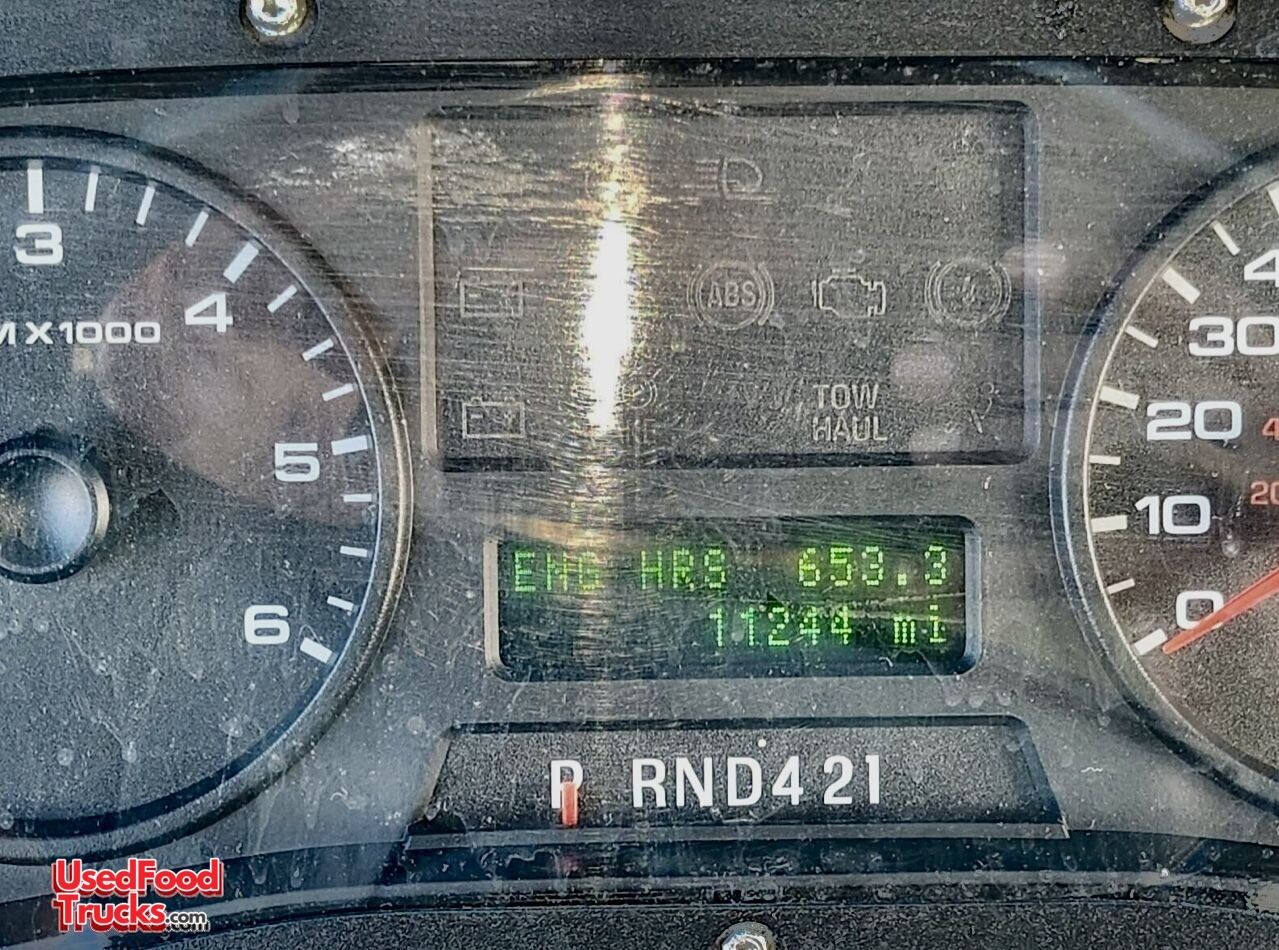 3
4
M X1000
5
6
ABS
TOW
HAUL
ENG HRS 653.3
11244 mi
P RND421
30
20
10
0
UsedFood
Trucks.com